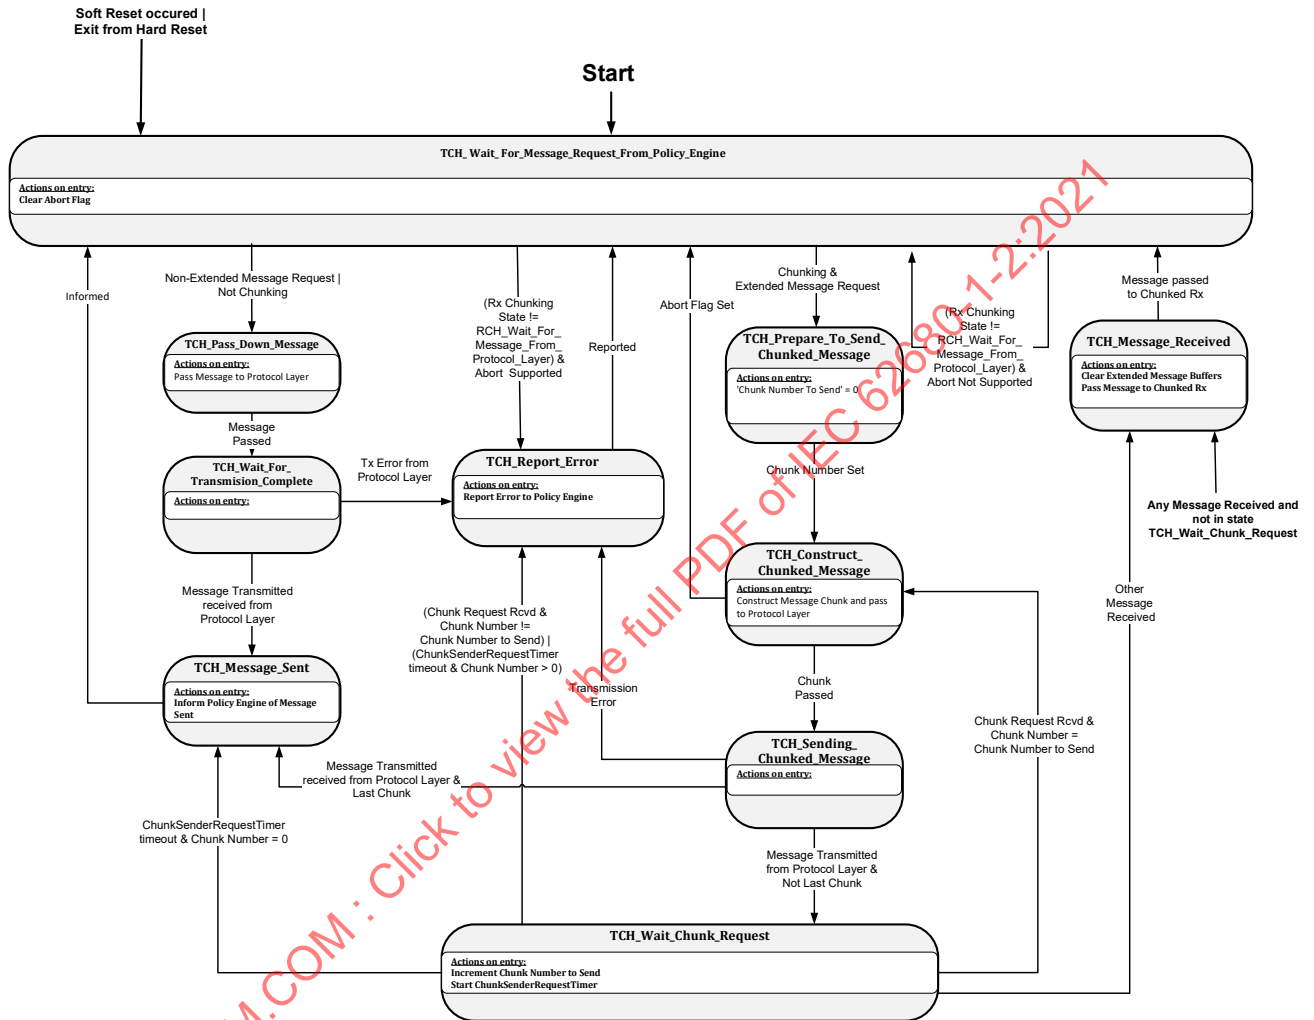 Soft Reset occured |
Exit from Hard Reset
Start
TCH_ Wait_ For_Message_Request_From_Policy_Engine
Actions on entry:
Clear Abort Flag
Non-Extended Message Request |
Not Chunking
Informed
(Rx Chunking
State !=
RCH_Wait_For_
Message_From_
Protocol_Layer) &
Abort Supported
Reported
Abort Flag Set
Chunking &
Extended Message Request
(Rx Chunking
State !=
RCH_Wait_For_
Message_From_
Protocol_Layer) &
Abort Not Supported
Message passed
to Chunked Rx
TCH_Pass_Down_Message
Actions on entry:
Pass Message to Protocol Layer
TCH_Prepare_To_Send_
Chunked_Message
Actions on entry:
'Chunk Number To Send' = 0
TCH_Message_Received
Actions on entry:
Clear Extended Message Buffers
Pass Message to Chunked Rx
Message
Passed
TCH_Wait_For_
Transmision_Complete
Actions on entry:
Tx Error from
Protocol Layer
TCH_Report_Error
Actions on entry:
Report Error to Policy Engine
Chunk Number Set
Any Message Received and
not in state
TCH_Wait_Chunk_Request
TCH_Construct_
Chunked_Message
Actions on entry:
Construct Message Chunk and pass
to Protocol Layer
Message Transmitted
received from
Protocol Layer
(Chunk Request Rcvd &
Chunk Number !=
Chunk Number to Send) |
(ChunkSenderRequestTimer
timeout & Chunk Number > 0)
Other
Message
Received
TCH_Message_Sent
Actions on entry:
Inform Policy Engine of Message
Sent
Transmission
Error
Chunk
Passed
Chunk Request Rcvd &
Chunk Number =
Chunk Number to Send
TCH_Sending_
Chunked_Message
Actions on entry:
Message Transmitted
received from Protocol Layer &
Last Chunk
ChunkSenderRequestTimer
timeout & Chunk Number = 0
Message Transmitted
from Protocol Layer &
Not Last Chunk
TCH_Wait_Chunk_Request
Actions on entry:
Increment Chunk Number to Send
Start ChunkSenderRequestTimer
M.COM : Click to view the full PDF of IEC 62680-1-2:2021